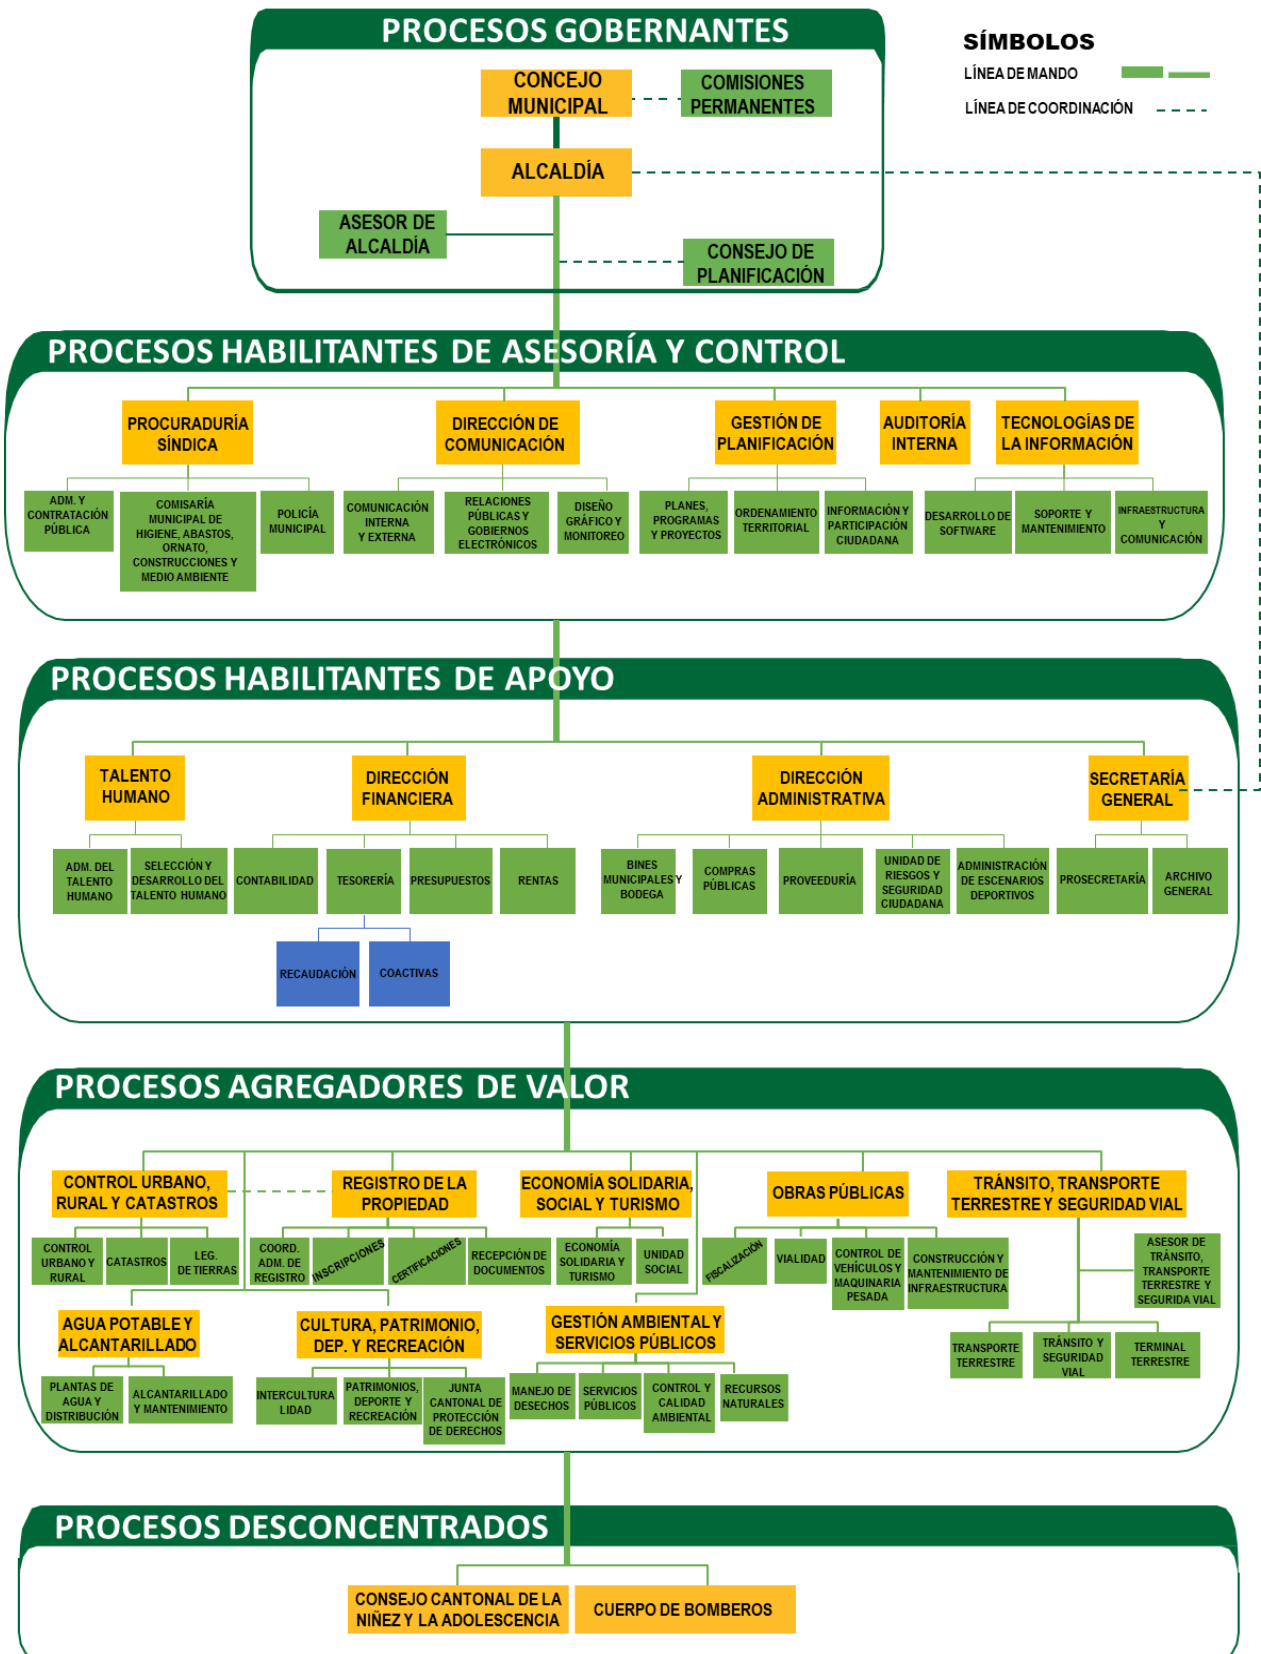 PROCESOS GOBERNANTES
CONCEJO
MUNICIPAL
COMISIONES
PERMANENTES
ALCALDÍA
ASESOR DE
ALCALDÍA
CONSEJO DE
PLANIFICACIÓN
SÍMBOLOS
LÍNEA DE MANDO
LÍNEA DE COORDINACIÓN
PROCESOS HABILITANTES DE ASESORÍA Y CONTROL
PROCURADURÍA
SÍNDICA
DIRECCIÓN DE
COMUNICACIÓN
GESTIÓN DE
PLANIFICACIÓN
AUDITORÍA
INTERNA
TECNOLOGÍAS DE
LA INFORMACIÓN
ADM. Y
CONTRATACIÓN
PÚBLICA
COMISARÍA
MUNICIPAL DE
HIGIENE, ABASTOS,
ORNATO,
CONSTRUCCIONES Y
MEDIO AMBIENTE
POLICÍA
MUNICIPAL
COMUNICACIÓN
INTERNA
Y EXTERNA
RELACIONES
PÚBLICAS Y
GOBIERNOS
ELECTRÓNICOS
DISEÑO
GRÁFICO Y
MONITOREO
PLANES,
PROGRAMAS
Y PROYECTOS
ORDENAMIENTO
TERRITORIAL
INFORMACIÓN Y
PARTICIPACIÓN
CIUDADANA
DESARROLLO DE
SOFTWARE
SOPORTE Y
MANTENIMIENTO
INFRAESTRUCTURA
Y
COMUNICACIÓN
PROCESOS HABILITANTES DE APOYO
TALENTO
HUMANO
DIRECCIÓN
FINANCIERA
DIRECCIÓN
ADMINISTRATIVA
SECRETARÍA
GENERAL
ADM. DEL
TALENTO
HUMANO
SELECCIÓN Y
DESARROLLO DEL
TALENTO HUMANO
CONTABILIDAD
TESORERÍA
PRESUPUESTOS
RENTAS
BINES
MUNICIPALES Y
BODEGA
COMPRAS
PÚBLICAS
PROVEEDURÍA
UNIDAD DE
RIESGOS Y
SEGURIDAD
CIUDADANA
ADMINISTRACIÓN
DE ESCENARIOS
DEPORTIVOS
PROSECRETARÍA
ARCHIVO
GENERAL
RECAUDACIÓN
COACTIVAS
PROCESOS AGREGADORES DE VALOR
CONTROL URBANO,
RURAL Y CATASTROS
REGISTRO DE LA
PROPIEDAD
ECONOMÍA SOLIDARIA,
SOCIAL Y TURISMO
OBRAS PÚBLICAS
TRÁNSITO, TRANSPORTE
TERRESTRE Y SEGURIDAD VIAL
CONTROL
URBANO Y
RURAL
CATASTROS
LEG.
DE TIERRAS
COORD.
ADM. DE
REGISTRO
INSCRIPCIONES
CERTIFICACIONES
RECEPCIÓN DE
DOCUMENTOS
ECONOMÍA
SOLIDARIA Y
TURISMO
UNIDAD
SOCIAL
FISCALIZACIÓN
VIALIDAD
CONTROL DE
VEHÍCULOS Y
MAQUINARIA
PESADA
CONSTRUCCIÓN Y
MANTENIMIENTO DE
INFRAESTRUCTURA
ASESOR DE
TRÁNSITO,
TRANSPORTE
TERRESTRE Y
SEGURIDA VIAL
AGUA POTABLE Y
ALCANTARILLADO
CULTURA, PATRIMONIO,
DEP. Y RECREACIÓN
GESTIÓN AMBIENTAL Y
SERVICIOS PÚBLICOS
TRANSPORTE
TERRESTRE
TRÁNSITO Y
SEGURIDAD
VIAL
TERMINAL
TERRESTRE
PLANTAS DE
AGUA Y
DISTRIBUCIÓN
ALCANTARILLADO
Y MANTENIMIENTO
INTERCULTURA
LIDAD
PATRIMONIOS,
DEPORTE Y
RECREACIÓN
JUNTA
CANTONAL DE
PROTECCIÓN
DE DERECHOS
MANEJO DE
DESECHOS
SERVICIOS
PÚBLICOS
CONTROL Y
CALIDAD
AMBIENTAL
RECURSOS
NATURALES
PROCESOS DESCONCENTRADOS
CONSEJO CANTONAL DE LA
NIÑEZ Y LA ADOLESCENCIA
CUERPO DE BOMBEROS